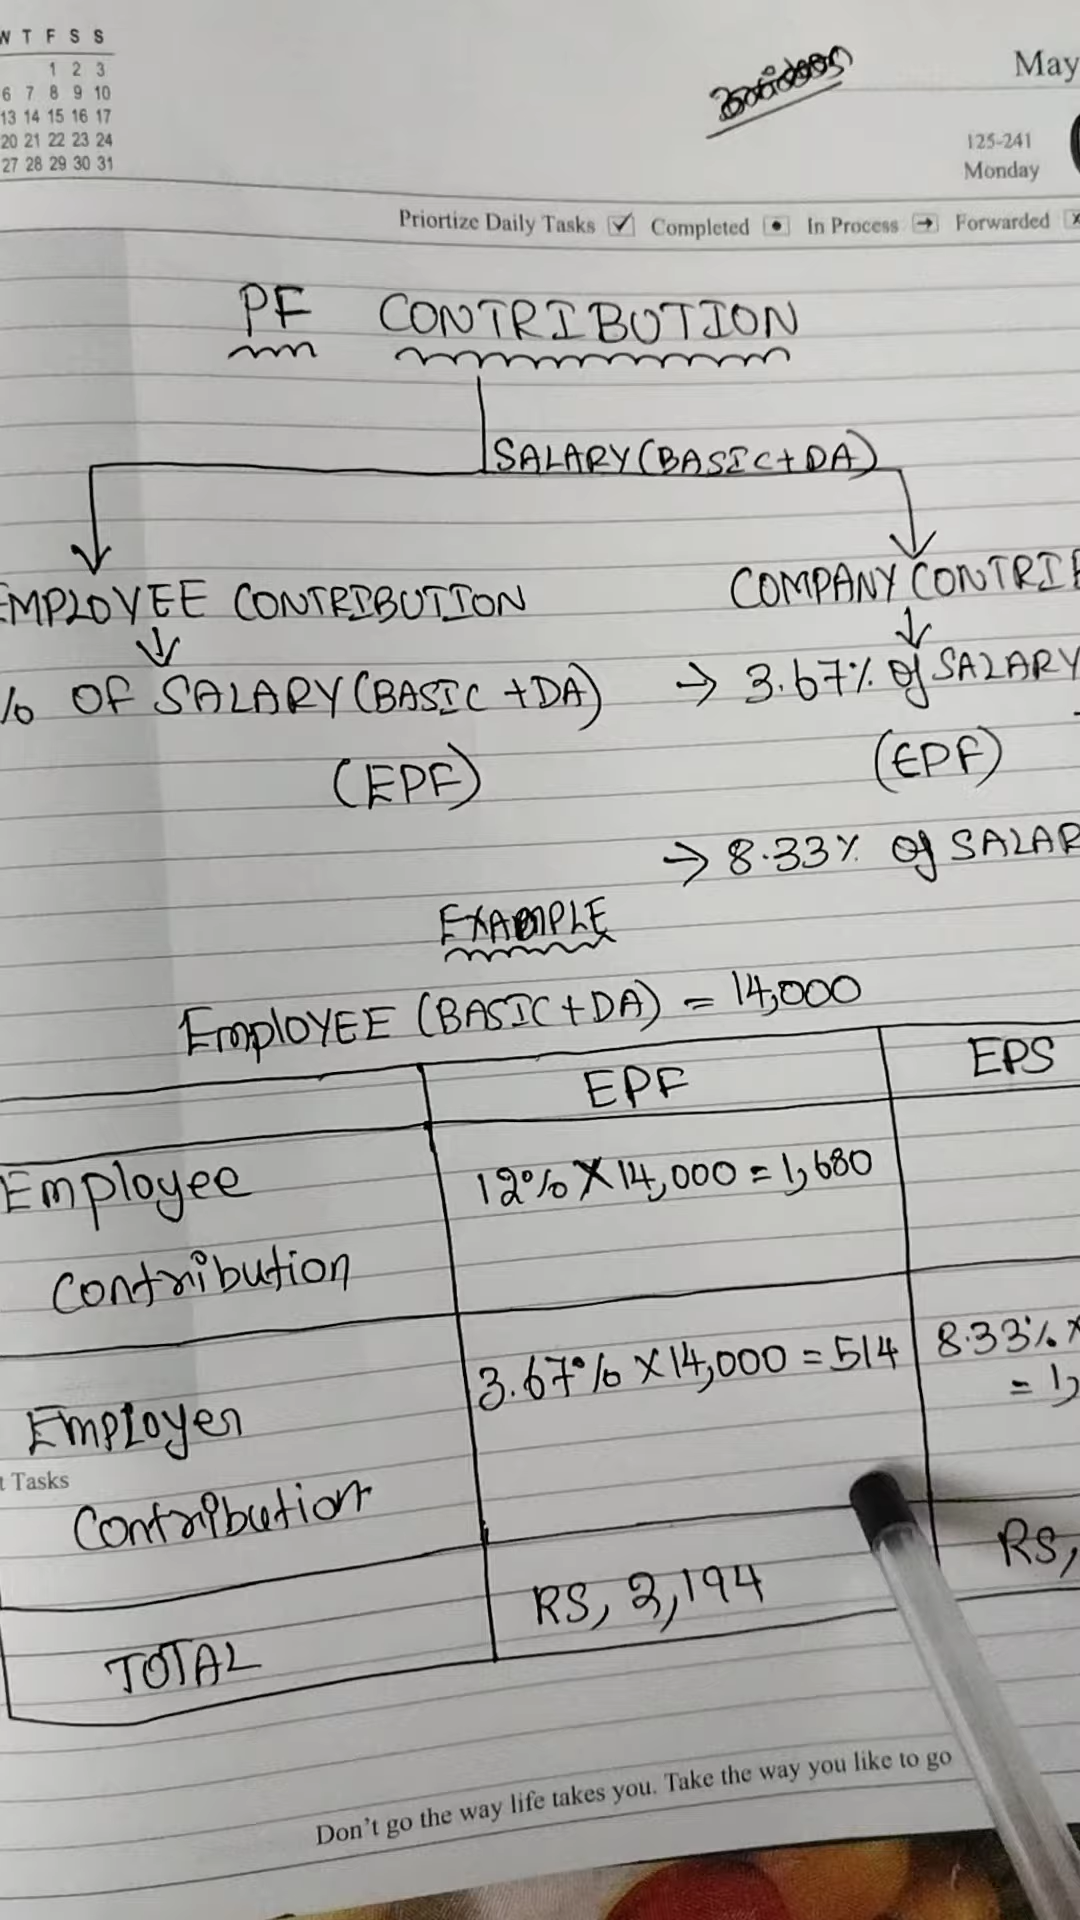 W T F S S
1 2 3
6 7 8 9 10
13 14 15 16 17
20 21 22 23 24
27 28 29 30 31
May
125-241
Monday
Priortize Daily Tasks Completed In Process Forwarded
PF CONTRIBUTION
SALARY (BASIC+DA)
EMPLOYEE CONTRIBUTION
COMPANY CONTRIB
% OF SALARY (BASIC +DA)
(EPF)
→ 3.67% of SALARY
(EPF)
→ 8.33% of SALAR
EXAMPLE
EmployEE (BASIC+DA) = 14,000
EPF EPS
Employee
Contribution
12% X 14,000 = 1,680
Employer
Contribution
3.67% X 14,000 = 514
8.33% X
= 1,
t Tasks
TOTAL
RS, 2,194
RS,
Don't go the way life takes you. Take the way you like to go